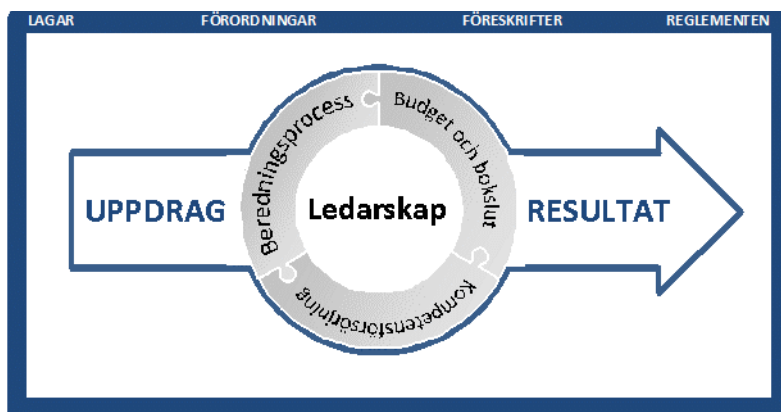 LAGAR FÖRORDNINGAR FÖRESKRIFTER REGLEMENTEN
Beredningsprocess
Budget och bokslut
UPPDRAG
Ledarskap
RESULTAT
Kompetensförsörjning